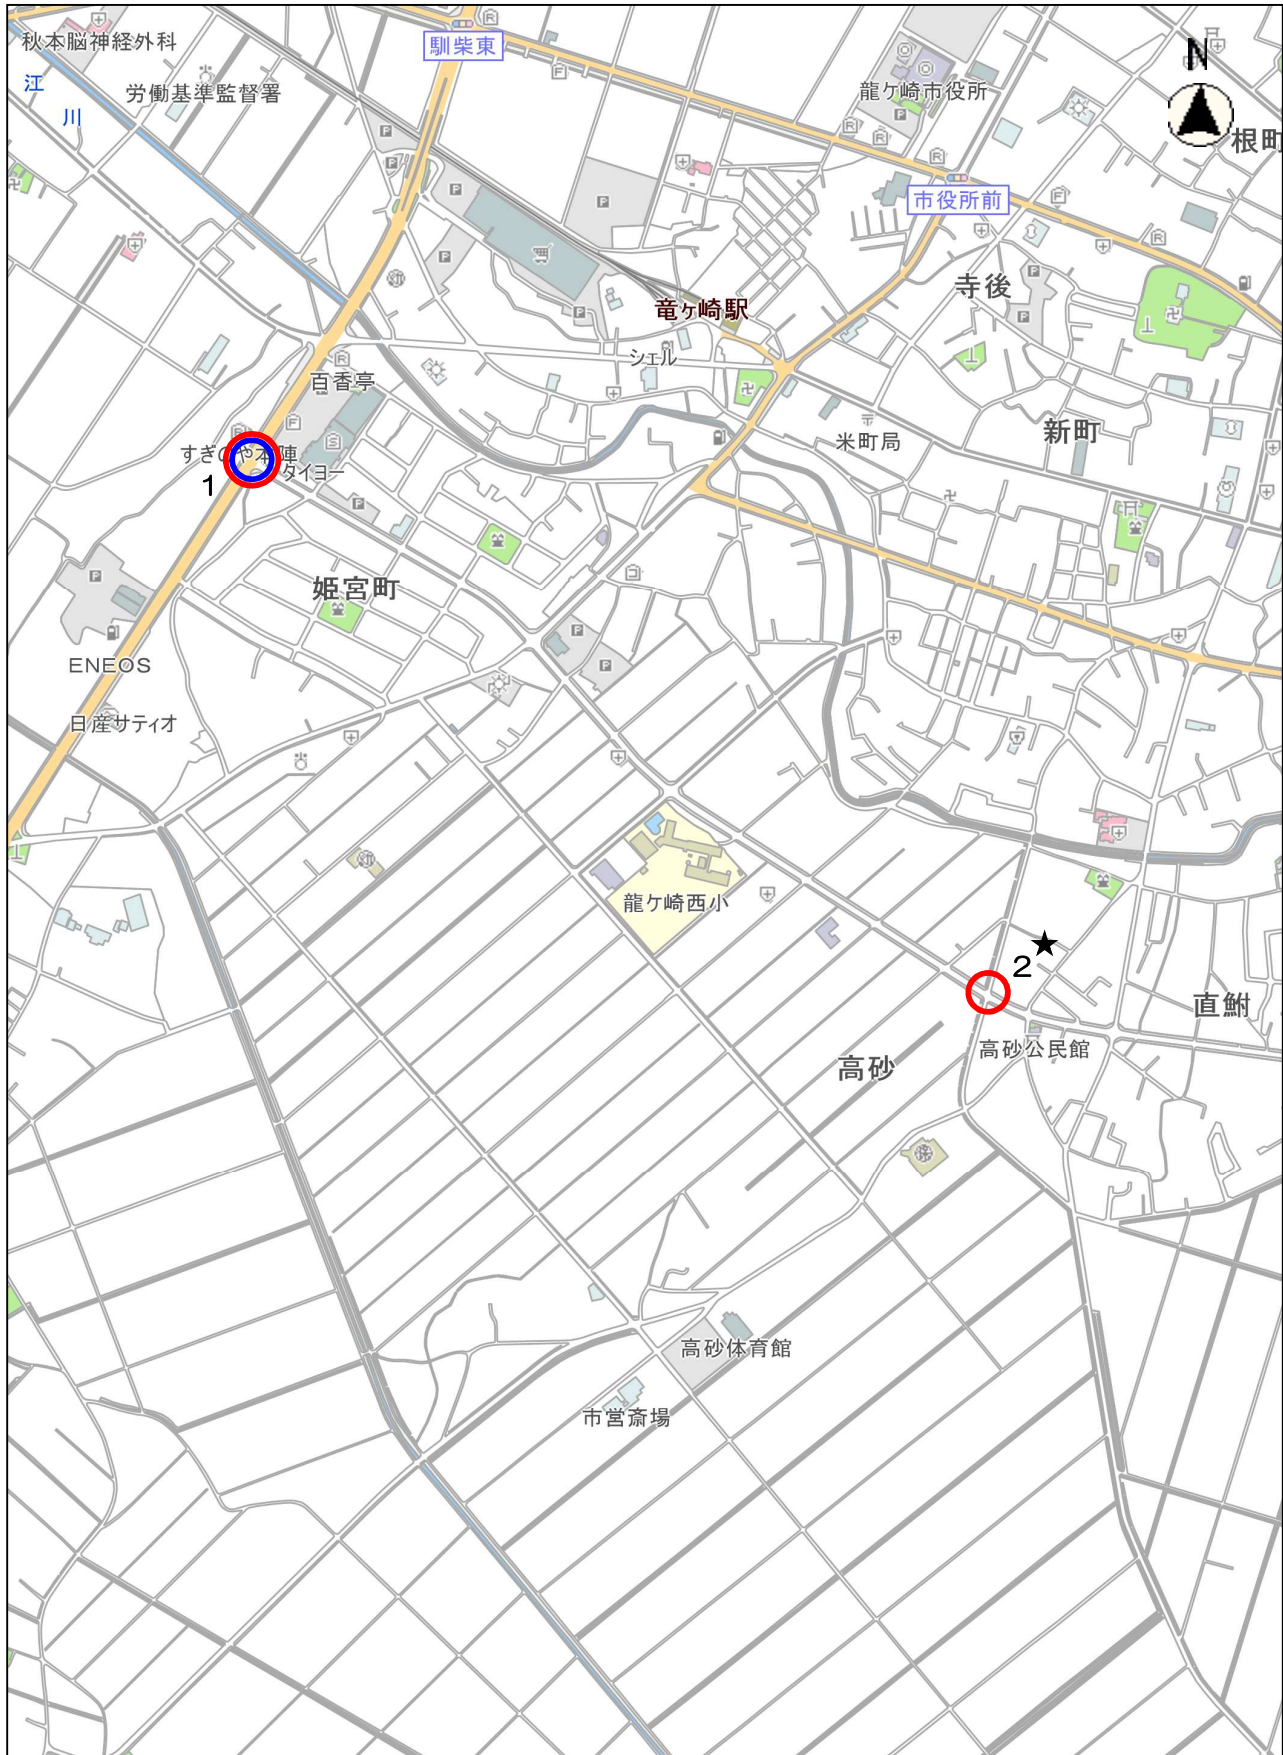 馴柴東
秋本脳神経外科
N
江
川
労働基準監督署
龍ケ崎市役所
根町
市役所前
寺後
竜ヶ崎駅
シェル
百香亭
新町
米町局
すぎのや本陣
タイヨー
1
姫宮町
ENEOS
日産サティオ
龍ケ崎西小
2
直鮒
高砂公民館
高砂
高砂体育館
市営斎場